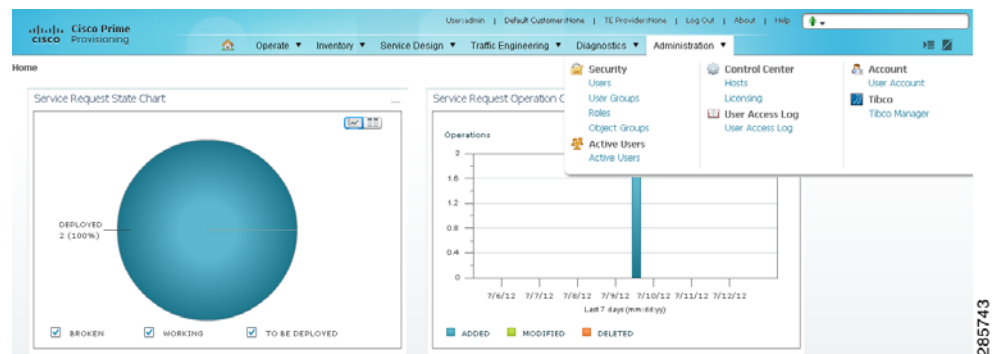 User:admin | Default Customer:None | TE Provider:None | Log Out | About | Help
Cisco Prime
CISCO Provisioning
Operate ▼ Inventory ▼ Service Design ▼ Traffic Engineering ▼ Diagnostics ▼ Administration ▼
Home
Security
Users
User Groups
Roles
Object Groups
Active Users
Active Users
Control Center
Hosts
Licensing
User Access Log
User Access Log
Account
User Account
Tibco
Tibco Manager
Service Request State Chart
DEPLOYED
2 (100%)
BROKEN WORKING TO BE DEPLOYED
Service Request Operation C
Operations
2
1.6
1.2
0.8
0.4
0
7/6/12 7/7/12 7/8/12 7/9/12 7/10/12 7/11/12 7/12/12
Last 7 days(mm:dd:yy)
ADDED MODIFIED DELETED
285743